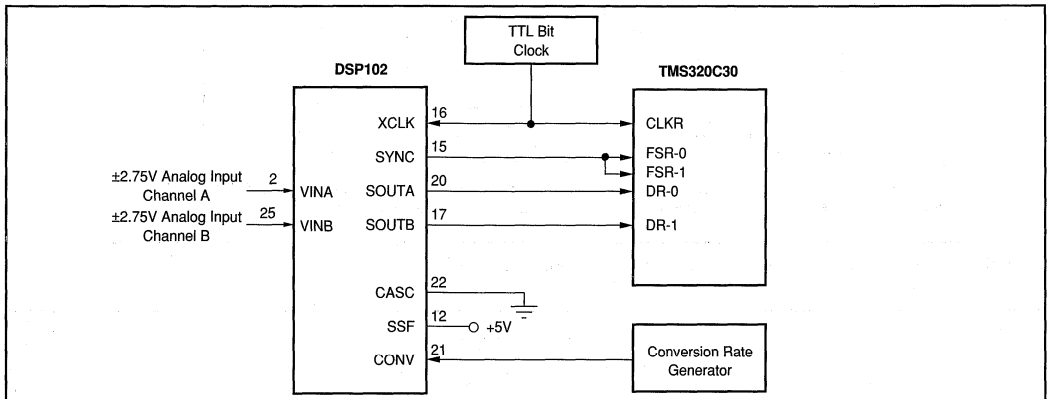 TTL Bit
Clock
DSP102
TMS320C30
XCLK
16
CLKR
SYNC
15
FSR-0
FSR-1
±2.75V Analog Input
Channel A
2
VINA
SOUTA
20
DR-0
±2.75V Analog Input
Channel B
25
VINB
SOUTB
17
DR-1
CASC
22
SSF
12
+5V
CONV
21
Conversion Rate
Generator